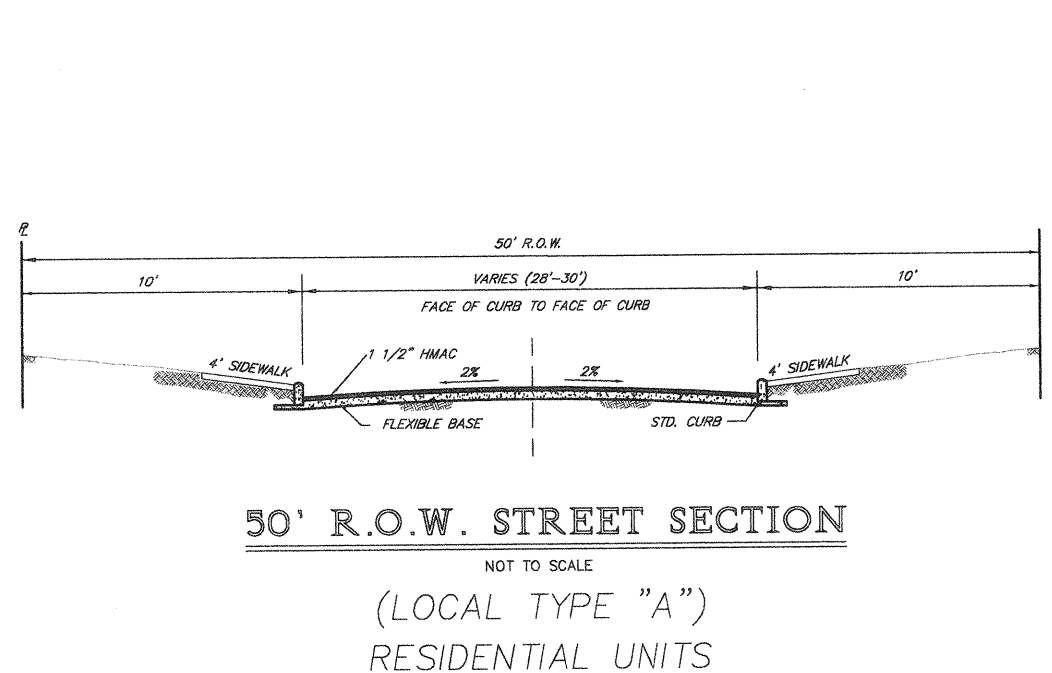 PL
50' R.O.W.
10'
VARIES (28'-30')
10'
FACE OF CURB TO FACE OF CURB
4' SIDEWALK
1 1/2" HMAC
2%
2%
4' SIDEWALK
FLEXIBLE BASE
STD. CURB
50' R.O.W. STREET SECTION
NOT TO SCALE
(LOCAL TYPE "A")
RESIDENTIAL UNITS